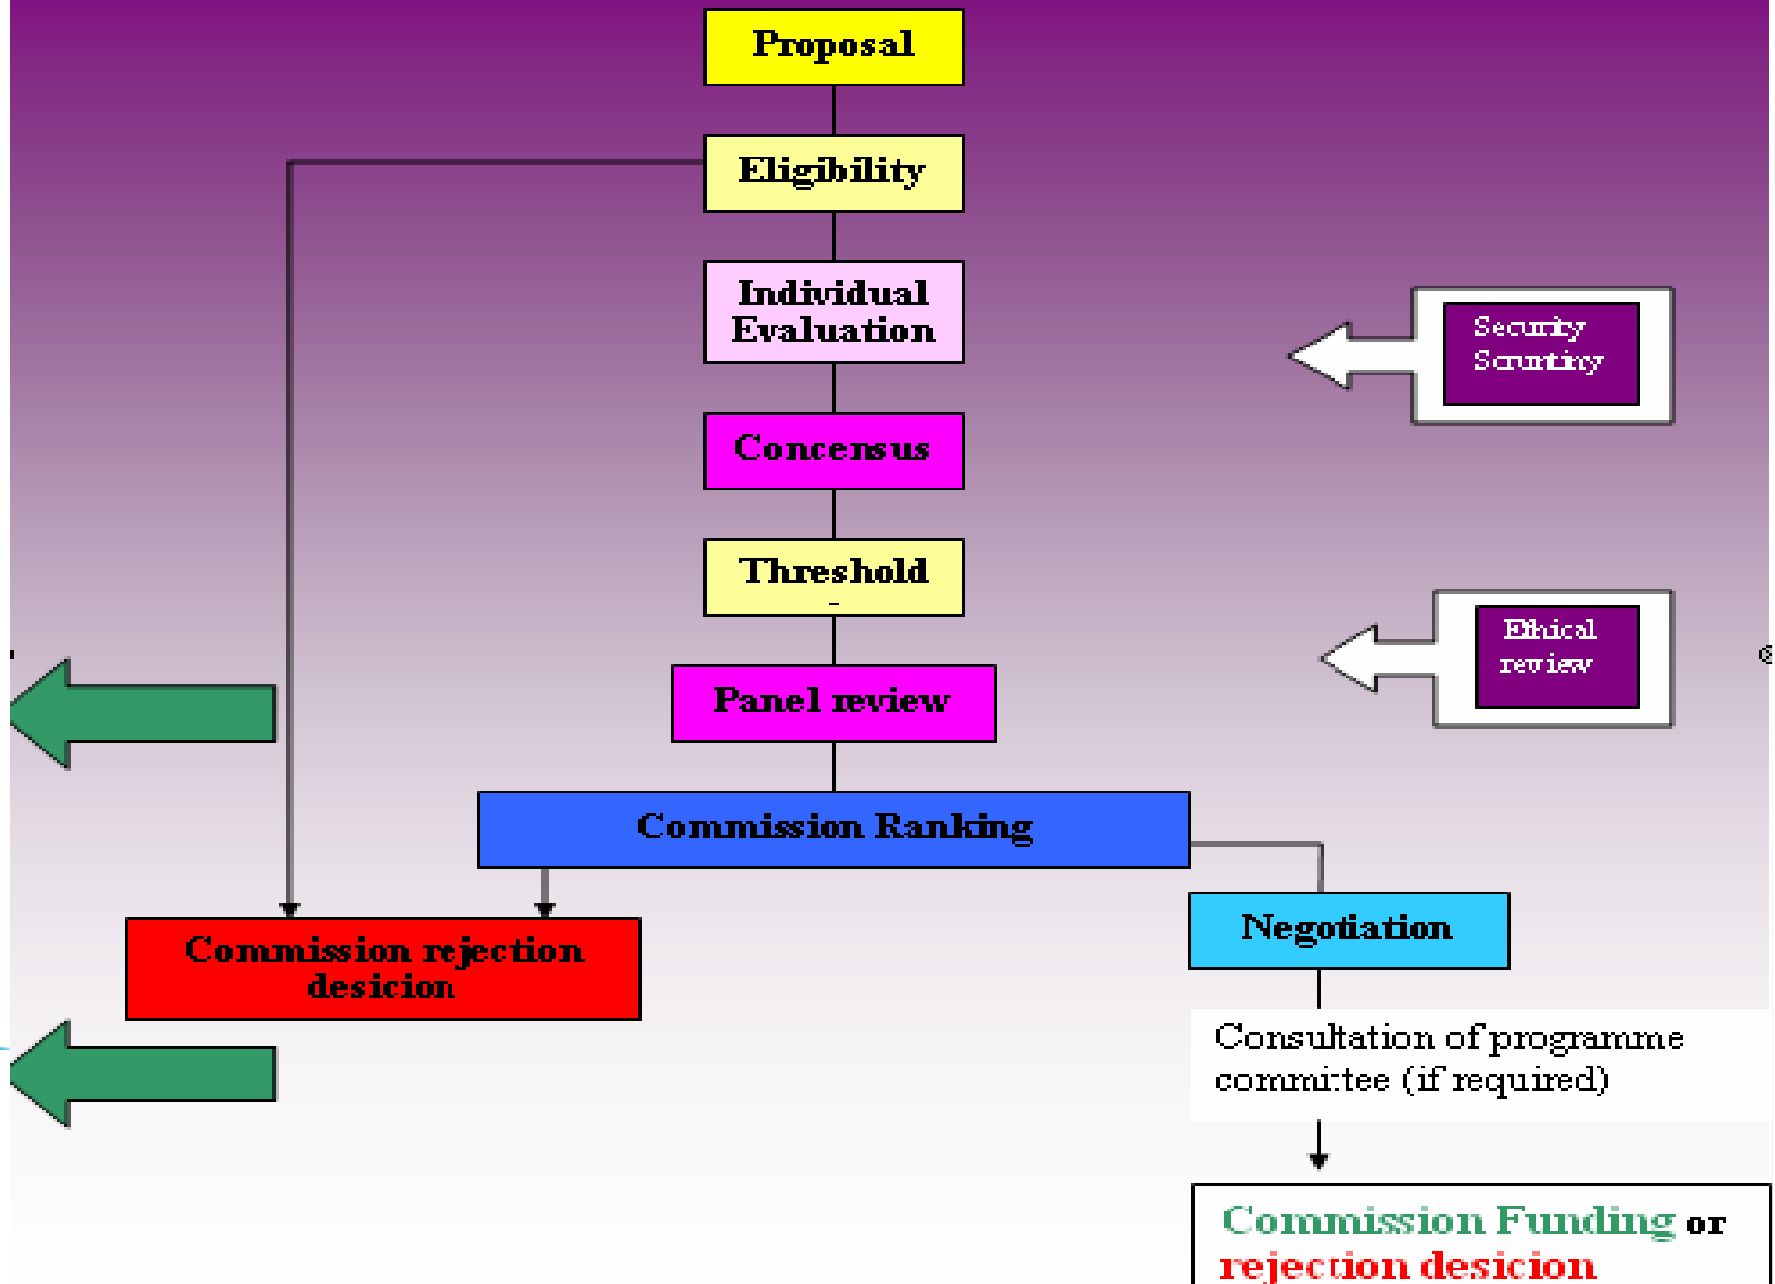 Proposal
Eligibility
Individual
Evaluation
Security
Scruntiny
Concensus
Threshold
-
Ethical
review
Panel review
Commission Ranking
Negotiation
Commission rejection
desicion
Consultation of programme
committee (if required)
Commission Funding or
rejection desicion